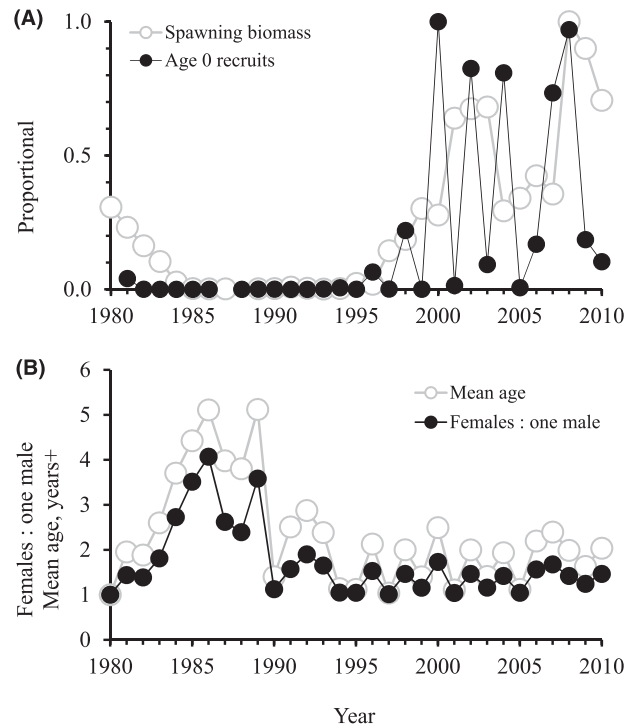 (A)
1.0
Spawning biomass
Age 0 recruits
Proportional
0.5
0.0
1980 1985 1990 1995 2000 2005 2010
(B)
6
Mean age
5
Females : one male
4
Females : one male
Mean age, years+
3
2
1
0
1980 1985 1990 1995 2000 2005 2010
Year